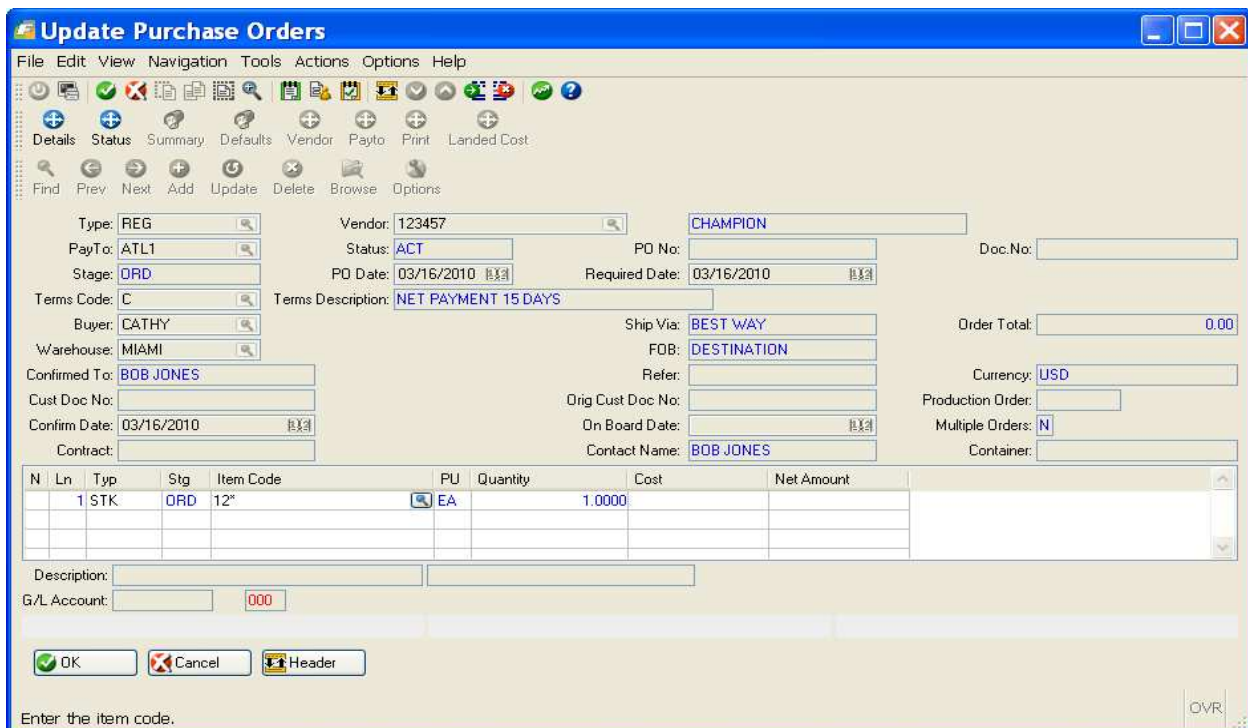 Update Purchase Orders
File Edit View Navigation Tools Actions Options Help
Details Status Summary Defaults Vendor Payto Print Landed Cost
Find Prev Next Add Update Delete Browse Options
Type: REG Vendor: 123457 CHAMPION
PayTo: ATL1 Status: ACT PO No: Doc.No:
Stage: ORD PO Date: 03/16/2010 Required Date: 03/16/2010
Terms Code: C Terms Description: NET PAYMENT 15 DAYS
Buyer: CATHY Ship Via: BEST WAY Order Total: 0.00
Warehouse: MIAMI FOB: DESTINATION
Confirmed To: BOB JONES Refer: Currency: USD
Cust Doc No: Orig Cust Doc No: Production Order:
Confirm Date: 03/16/2010 On Board Date: Multiple Orders: N
Contract: Contact Name: BOB JONES Container:
N Ln Typ Stg Item Code PU Quantity Cost Net Amount
1 STK ORD 12* EA 1.0000
Description:
G/L Account: 000
OK Cancel Header
Enter the item code. OVR